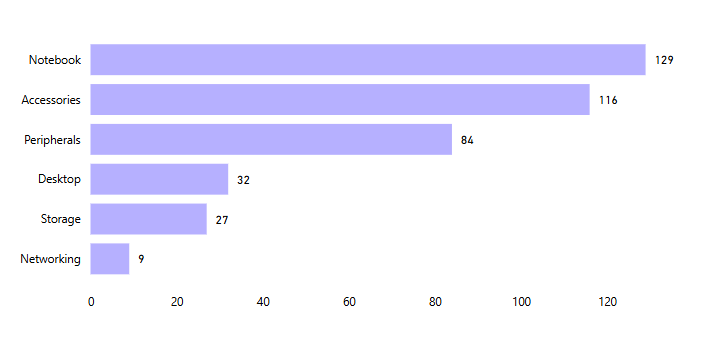 Notebook 129
Accessories 116
Peripherals 84
Desktop 32
Storage 27
Networking 9
0 20 40 60 80 100 120